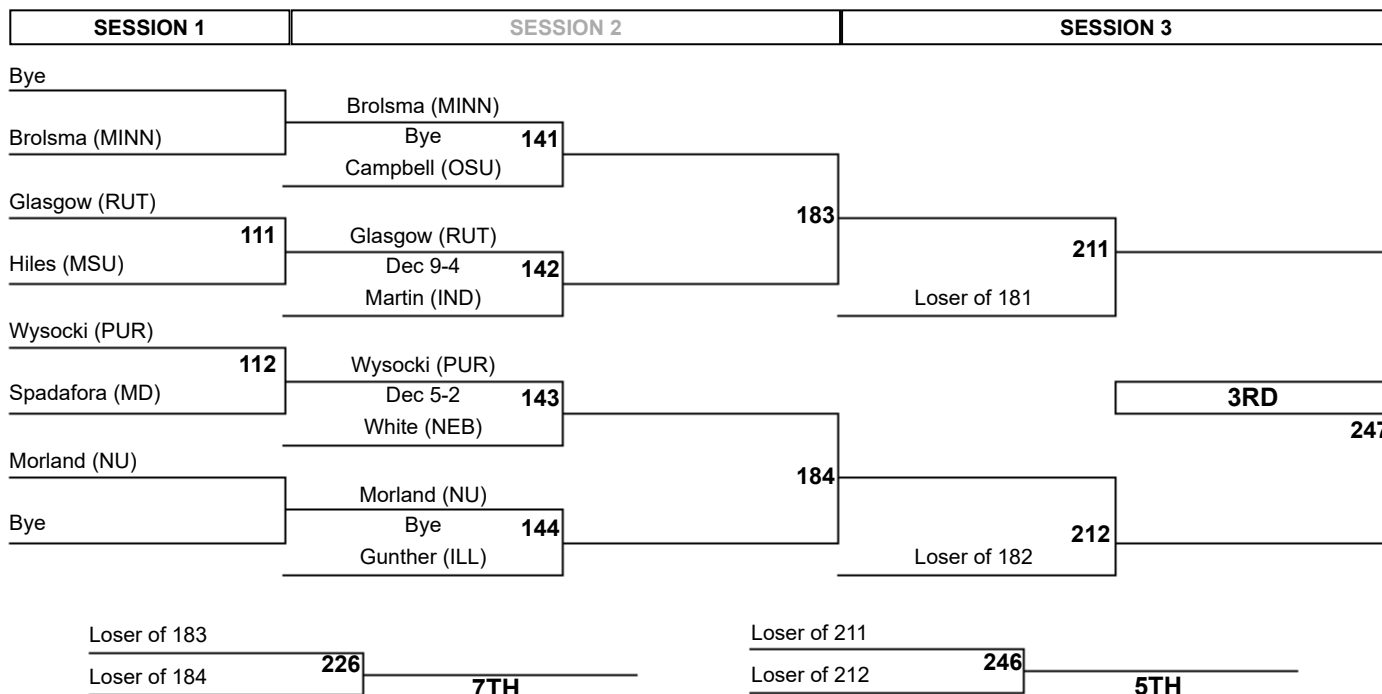 SESSION 1 SESSION 2 SESSION 3
Bye
Brolsma (MINN)
Brolsma (MINN)
Bye 141
Campbell (OSU)
Glasgow (RUT)
111
Hiles (MSU)
Glasgow (RUT)
Dec 9-4 142
Martin (IND)
183
211
Loser of 181
Wysocki (PUR)
112
Spadafora (MD)
Wysocki (PUR)
Dec 5-2 143
White (NEB)
3RD
247
Morland (NU)
Bye
Morland (NU)
Bye 144
Gunther (ILL)
184
212
Loser of 182
Loser of 183
226
Loser of 184
7TH
Loser of 211
246
Loser of 212
5TH